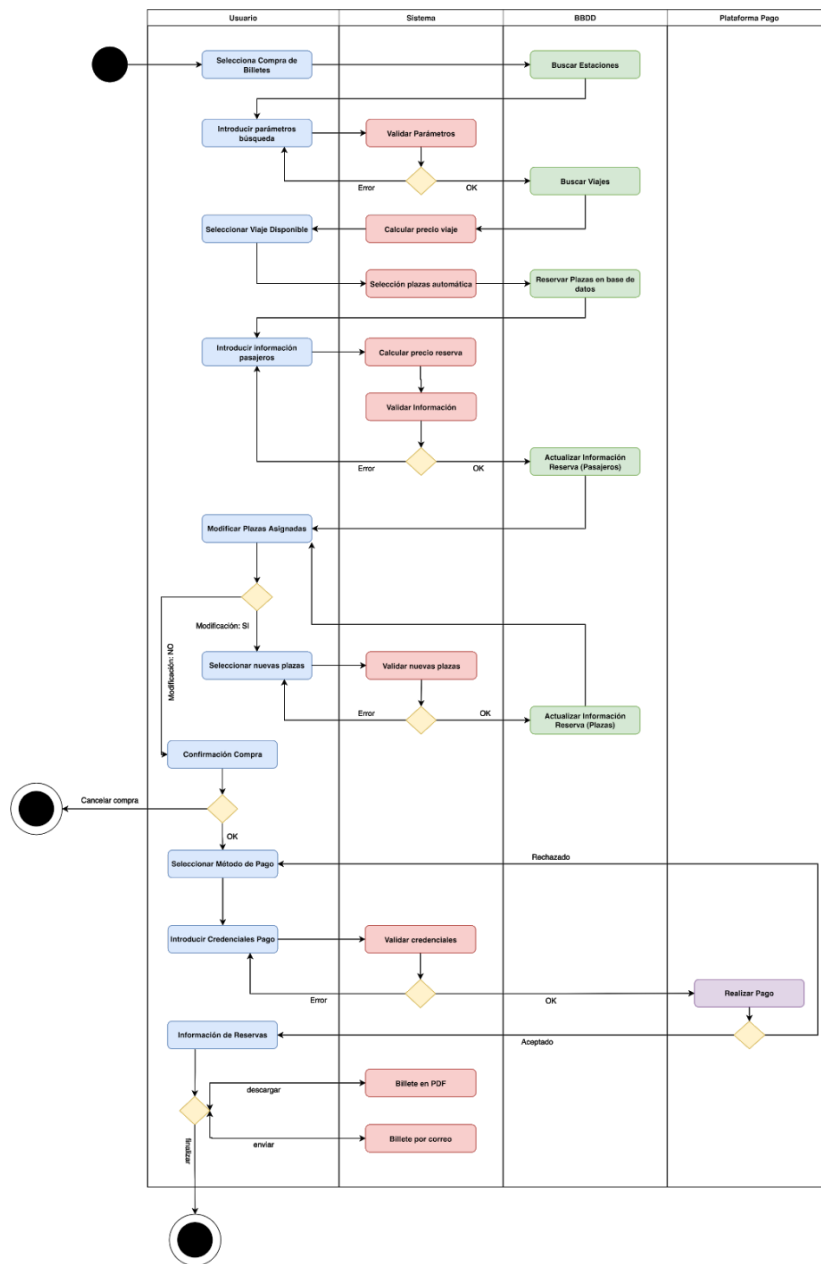 Usuario
Sistema
BBDD
Plataforma Pago
Selecciona Compra de
Billetes
Buscar Estaciones
Introducir parámetros
búsqueda
Validar Parámetros
Error
OK
Buscar Viajes
Seleccionar Viaje Disponible
Calcular precio viaje
Selección plazas automática
Reservar Plazas en base de
datos
Introducir información
pasajeros
Calcular precio reserva
Validar Información
Error
OK
Actualizar Información
Reserva (Pasajeros)
Modificar Plazas Asignadas
Modificación: SI
Modificación: NO
Seleccionar nuevas plazas
Validar nuevas plazas
Error
OK
Actualizar Información
Reserva (Plazas)
Confirmación Compra
Cancelar compra
OK
Seleccionar Método de Pago
Rechazado
Introducir Credenciales Pago
Validar credenciales
Error
OK
Realizar Pago
Información de Reservas
Aceptado
descargar
Billete en PDF
enviar
Billete por correo
finalizar